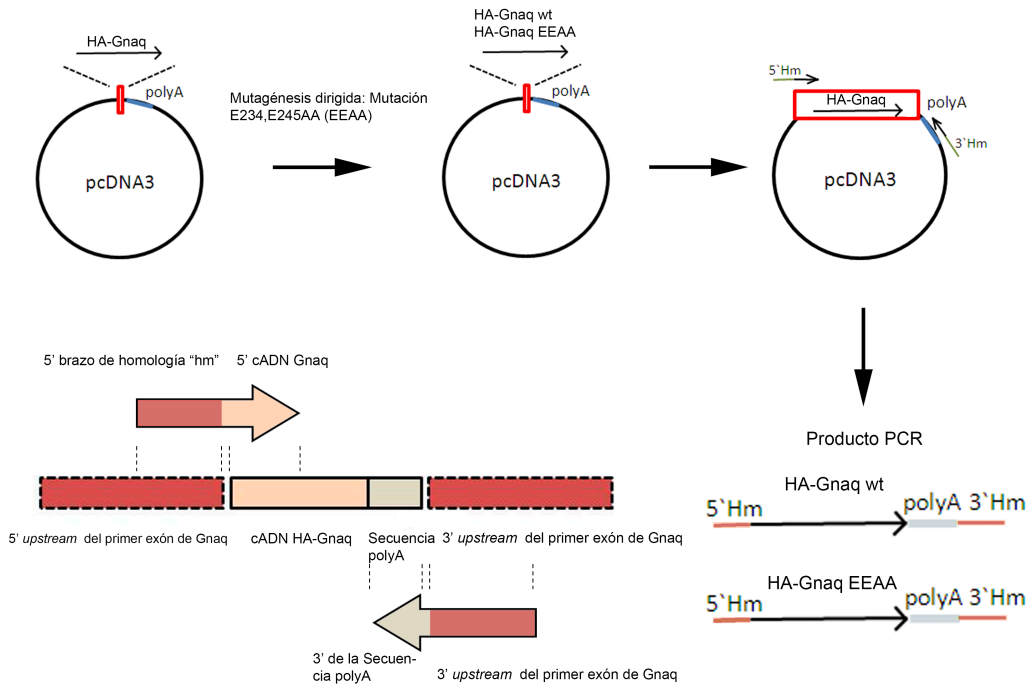 HA-Gnaq
polyA
pcDNA3
Mutagénesis dirigida: Mutación
E234,E245AA (EEAA)
HA-Gnaq wt
HA-Gnaq EEAA
polyA
pcDNA3
5`Hm
HA-Gnaq
polyA
3`Hm
pcDNA3
5’ brazo de homología “hm”
5’ cADN Gnaq
5’ upstream del primer exón de Gnaq
cADN HA-Gnaq
Secuencia
polyA
3’ upstream del primer exón de Gnaq
3’ de la Secuen-
cia polyA
3’ upstream del primer exón de Gnaq
Producto PCR
HA-Gnaq wt
5`Hm
polyA 3`Hm
HA-Gnaq EEAA
5`Hm
polyA 3`Hm